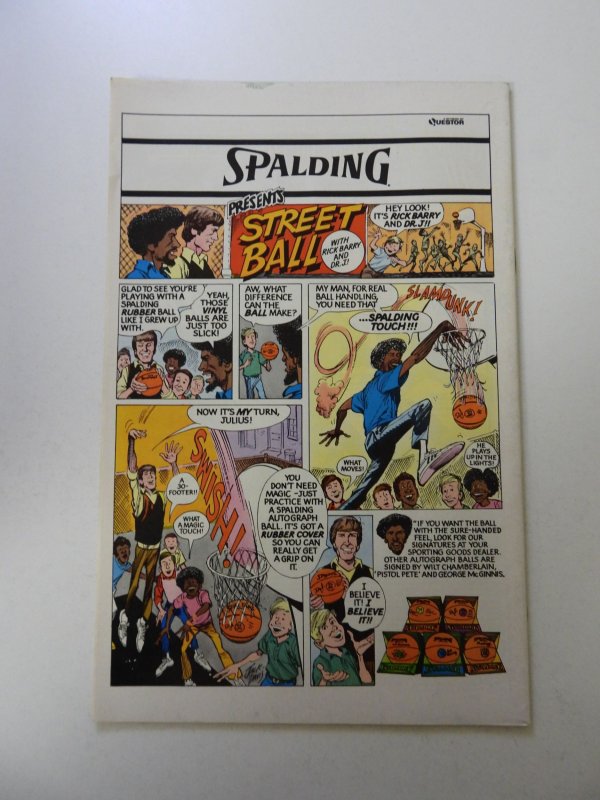 QUESTOR
SPALDING
PRESENTS
STREET
BALL
WITH
RICK BARRY
AND
DR. J!
HEY LOOK!
IT'S RICK BARRY
AND DR. J!!
GLAD TO SEE YOU'RE
PLAYING WITH A
SPALDING
RUBBER BALL
LIKE I GREW UP
WITH.
YEAH,
THOSE
VINYL
BALLS ARE
JUST TOO
SLICK!
AW, WHAT
DIFFERENCE
CAN THE
BALL MAKE?
MY MAN, FOR REAL
BALL HANDLING,
YOU NEED THAT
...SPALDING
TOUCH!!!
SLAM DUNK!
WHAT
MOVES!
HE
PLAYS
UP IN THE
LIGHTS!
NOW IT'S MY TURN,
JULIUS!
A
30-
FOOTER!!
WHAT
A MAGIC
TOUCH!
SWISH!
YOU
DON'T NEED
MAGIC -JUST
PRACTICE WITH
A SPALDING
AUTOGRAPH
BALL. IT'S GOT A
RUBBER COVER
SO YOU CAN
REALLY GET
A GRIP ON
IT.
I
BELIEVE
IT! I
BELIEVE
IT!!
"IF YOU WANT THE BALL
WITH THE SURE-HANDED
FEEL, LOOK FOR OUR
SIGNATURES AT YOUR
SPORTING GOODS DEALER.
OTHER AUTOGRAPH BALLS ARE
SIGNED BY WILT CHAMBERLAIN,
'PISTOL PETE' AND GEORGE McGINNIS.